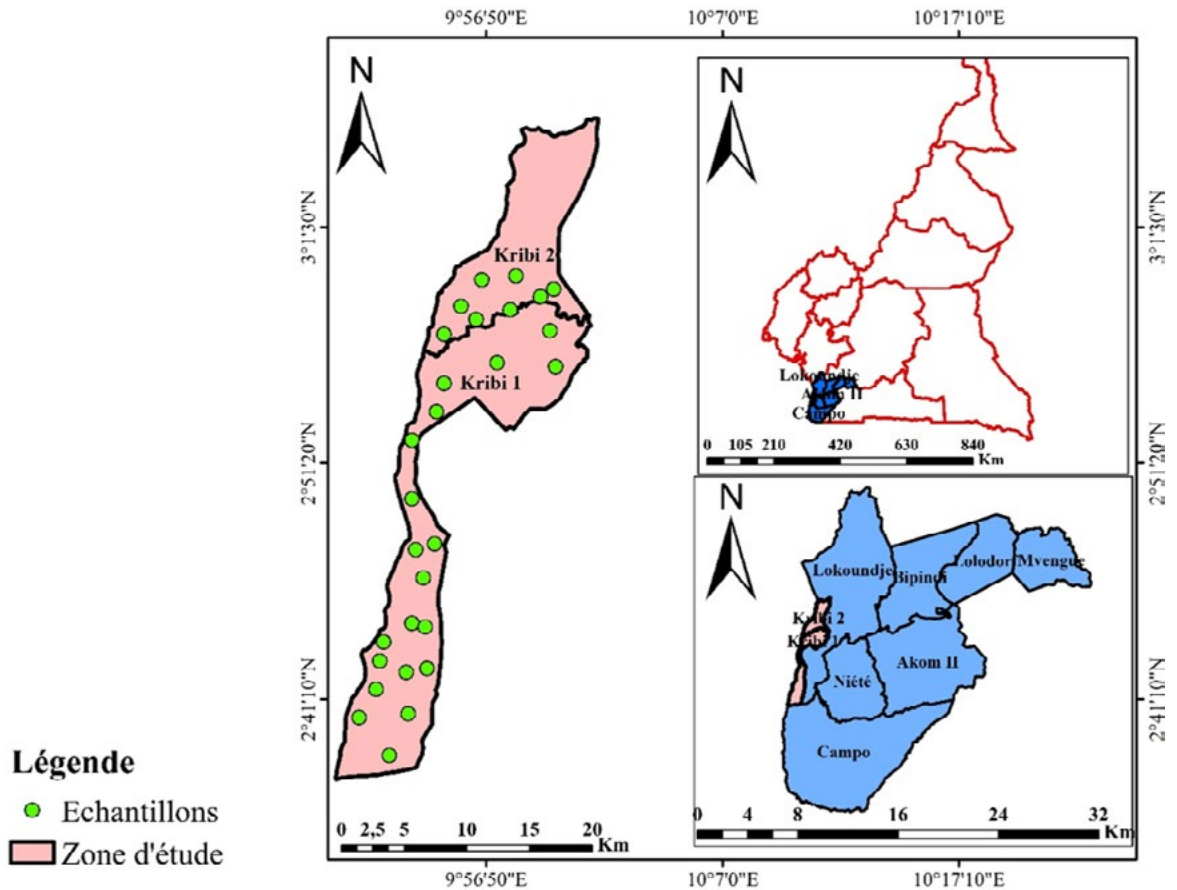 9°56'50"E
10°7'0"E
10°17'10"E
N
N
3°1'30"N
3°1'30"N
Kribi 2
Kribi 1
Lokoundje
Akom II
Campo
0 105 210 420 630 840
Km
2°51'20"N
2°51'20"N
N
Lokoundje
Bipindi
Lolodorf
Mvengue
Kribi 2
Kribi 1
Akom II
Niété
Campo
2°41'10"N
2°41'10"N
0 4 8 16 24 32
Km
0 2,5 5 10 15 20
Km
Légende
Echantillons
Zone d'étude
9°56'50"E
10°7'0"E
10°17'10"E